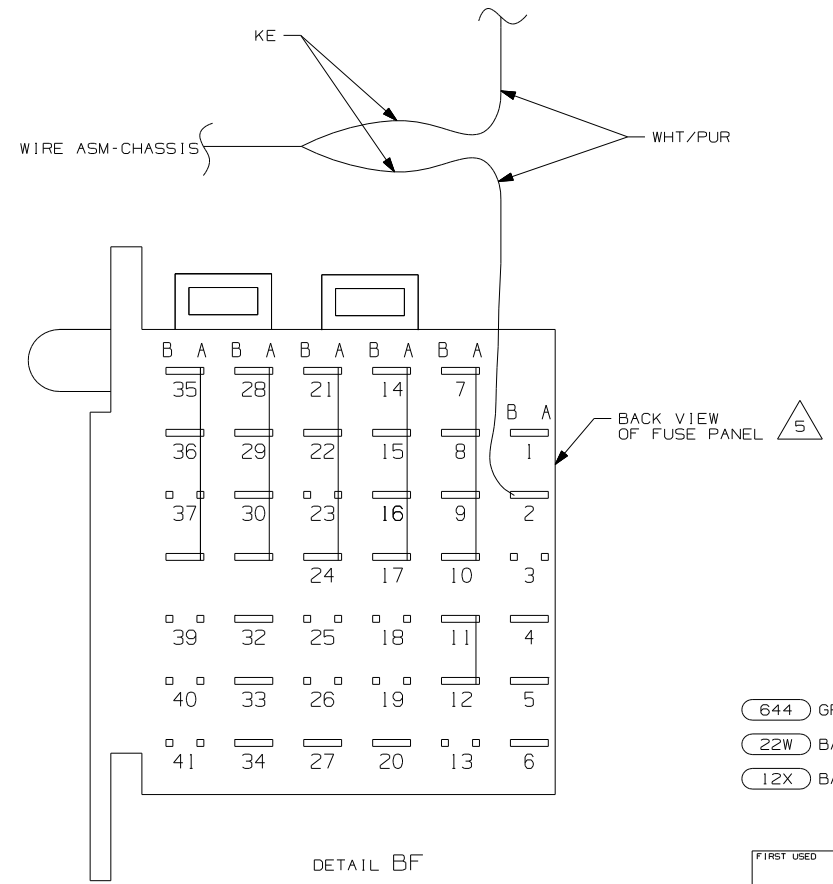 KE
WIRE ASM-CHASSIS
WHT/PUR
B A B A B A B A B A
35 28 21 14 7
B A
BACK VIEW
OF FUSE PANEL 5
36 29 22 15 8 1
37 30 23 16 9 2
24 17 10 3
39 32 25 18 11 4
40 33 26 19 12 5
41 34 27 20 13 6
644
22W
12X
DETAIL BF
FIRST USED